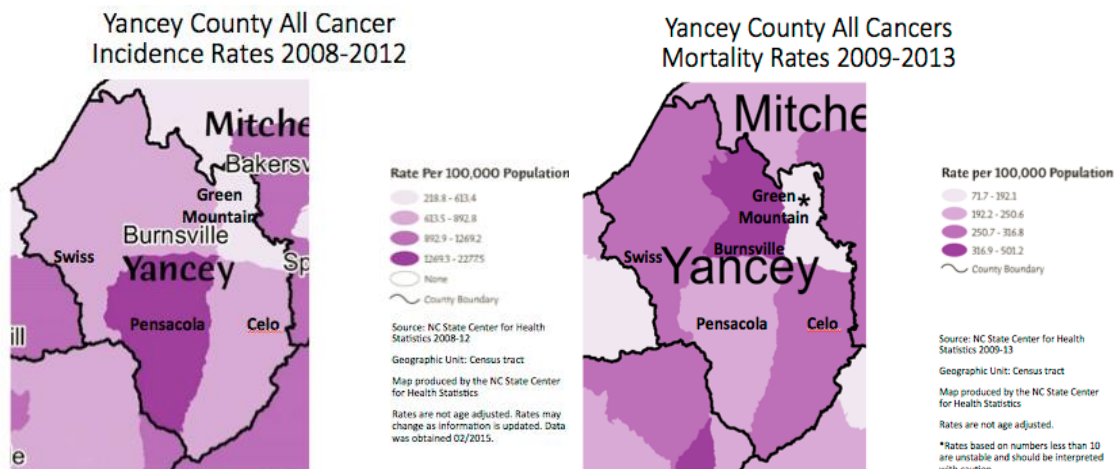 Yancey County All Cancer
Incidence Rates 2008-2012
Mitche
Bakersv
Green
Mountain
Burnsville
Swiss
Yancey
Sp
Pensacola
Celo
ill
e
Rate Per 100,000 Population
218.8 - 613.4
613.5 - 892.8
892.9 - 1269.2
1269.3 - 2277.5
None
County Boundary
Source: NC State Center for Health
Statistics 2008-12
Geographic Unit: Census tract
Map produced by the NC State Center
for Health Statistics
Rates are not age adjusted. Rates may
change as information is updated. Data
was obtained 02/2015.
Yancey County All Cancers
Mortality Rates 2009-2013
Mitche
Green *
Mountain
Burnsville
Swiss
Yancey
Pensacola
Celo
Rate per 100,000 Population
71.7 - 192.1
192.2 - 250.6
250.7 - 316.8
316.9 - 501.2
County Boundary
Source: NC State Center for Health
Statistics 2009-13
Geographic Unit: Census tract
Map produced by the NC State Center
for Health Statistics
Rates are not age adjusted.
*Rates based on numbers less than 10
are unstable and should be interpreted
with caution